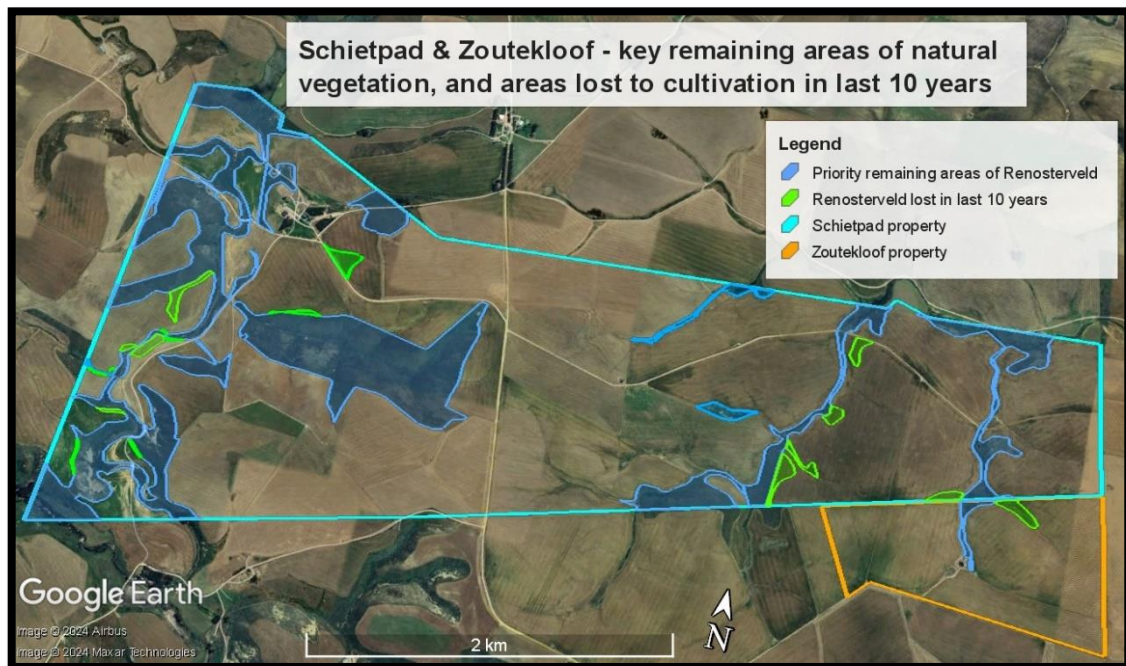 Schietpad & Zoutekloof - key remaining areas of natural
vegetation, and areas lost to cultivation in last 10 years
Legend
Priority remaining areas of Renosterveld
Renosterveld lost in last 10 years
Schietpad property
Zoutekloof property
Google Earth
Image © 2024 Airbus
Image © 2024 Maxar Technologies
2 km
N